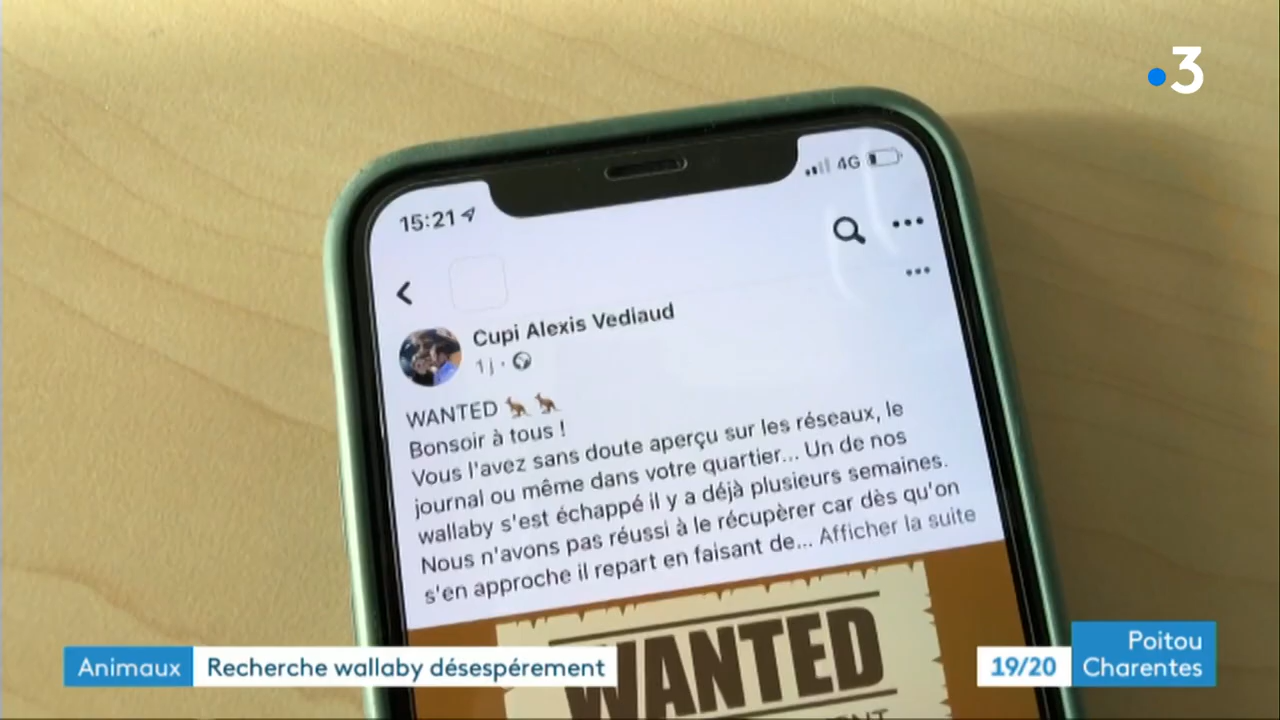 3
15:21
4G
Cupi Alexis Vediaud
1 j
WANTED
Bonsoir à tous !
Vous l'avez sans doute aperçu sur les réseaux, le
journal ou même dans votre quartier... Un de nos
wallaby s'est échappé il y a déjà plusieurs semaines.
Nous n'avons pas réussi à le récupèrer car dès qu'on
s'en approche il repart en faisant de... Afficher la suite
WANTED
Animaux
Recherche wallaby désespérement
19/20
Poitou
Charentes